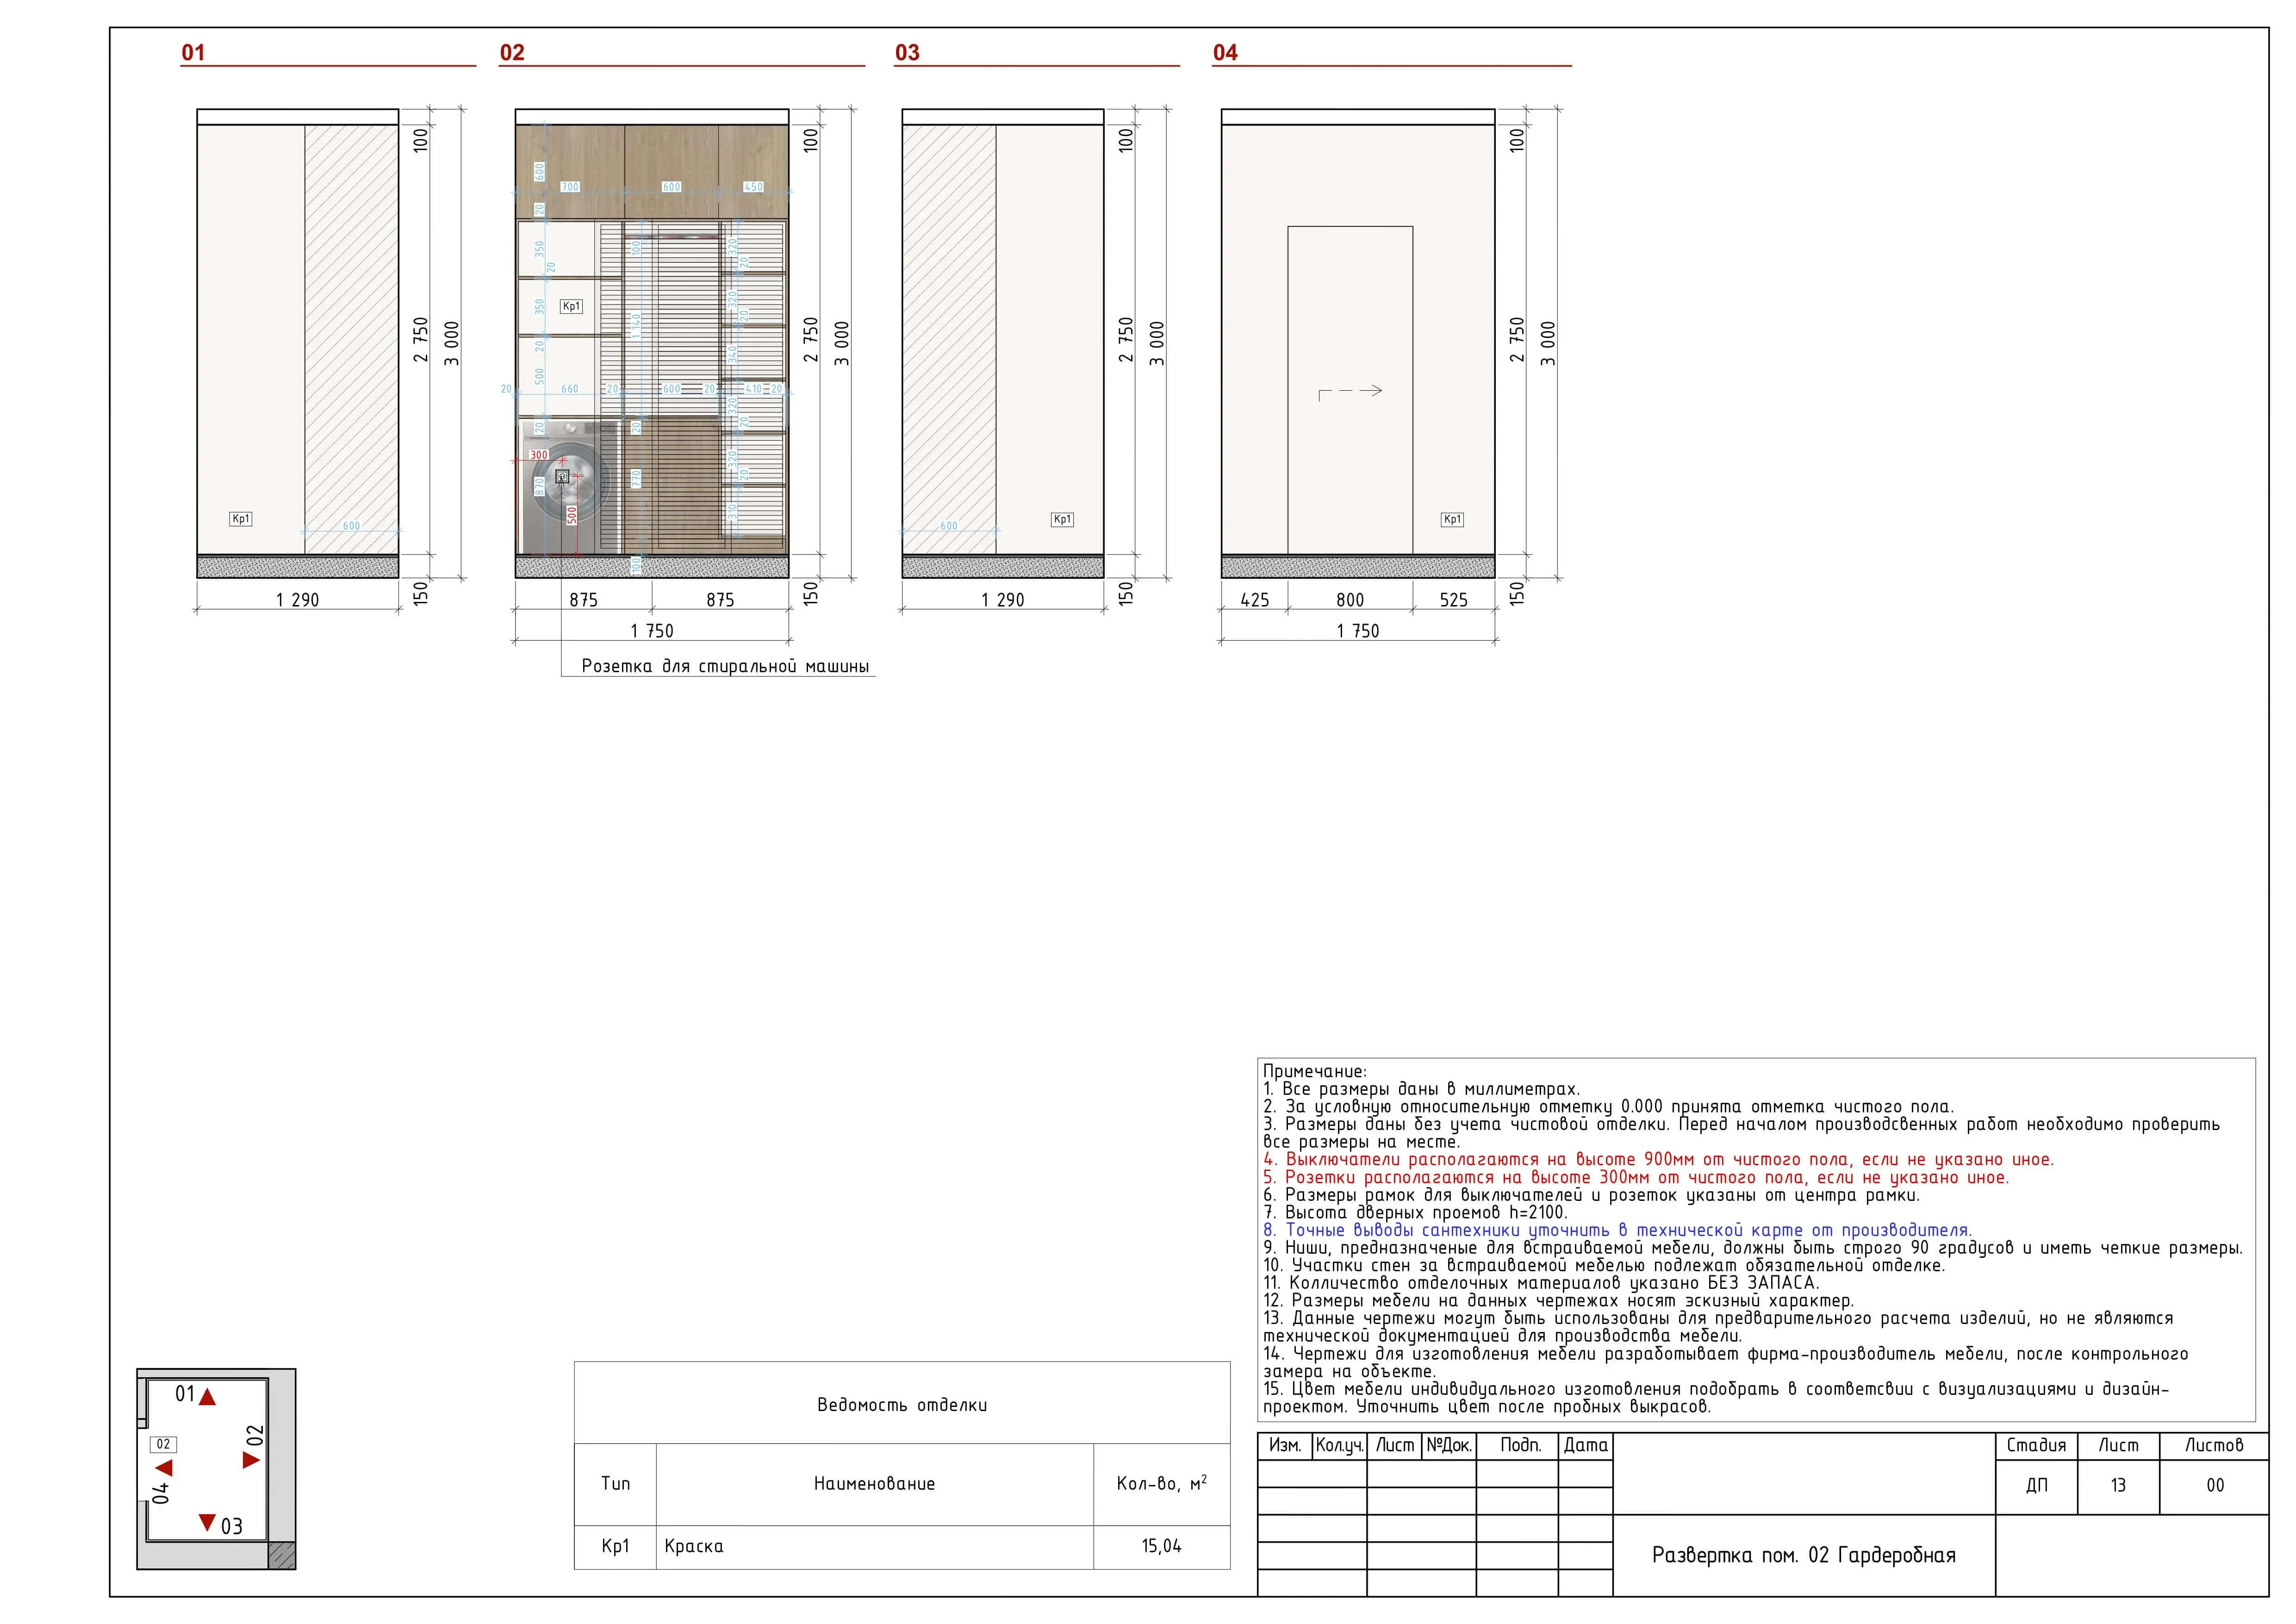 01
02
03
04
100
2 750
3 000
150
Кр1
600
1 290
600
20
350
20
350
20
500
20
870
700
600
450
Кр1
100
1 140
20
770
100
320
20
320
20
340
320
20
320
20
310
20
660
20
600
20
410
20
300
500
100
2 750
3 000
150
875
875
1 750
Розетка для стиральной машины
600
Кр1
100
2 750
3 000
150
1 290
Кр1
100
2 750
3 000
150
425
800
525
1 750
Примечание:
1. Все размеры даны в миллиметрах.
2. За условную относительную отметку 0.000 принята отметка чистого пола.
3. Размеры даны без учета чистовой отделки. Перед началом производсвенных работ необходимо проверить
все размеры на месте.
4. Выключатели располагаются на высоте 900мм от чистого пола, если не указано иное.
5. Розетки располагаются на высоте 300мм от чистого пола, если не указано иное.
6. Размеры рамок для выключателей и розеток указаны от центра рамки.
7. Высота дверных проемов h=2100.
8. Точные выводы сантехники уточнить в технической карте от производителя.
9. Ниши, предназначеные для встраиваемой мебели, должны быть строго 90 градусов и иметь четкие размеры.
10. Участки стен за встраиваемой мебелью подлежат обязательной отделке.
11. Колличество отделочных материалов указано БЕЗ ЗАПАСА.
12. Размеры мебели на данных чертежах носят эскизный характер.
13. Данные чертежи могут быть использованы для предварительного расчета изделий, но не являются
технической документацией для производства мебели.
14. Чертежи для изготовления мебели разработывает фирма-производитель мебели, после контрольного
замера на объекте.
15. Цвет мебели индивидуального изготовления подобрать в соответсвии с визуализациями и дизайн-
проектом. Уточнить цвет после пробных выкрасов.
01
02
02
04
03
Ведомость отделки
Тип Наименование Кол-во, м²
Кр1 Краска 15,04
Изм. Кол.уч. Лист №Док. Подп. Дата
Стадия Лист Листов
ДП 13 00
Развертка пом. 02 Гардеробная